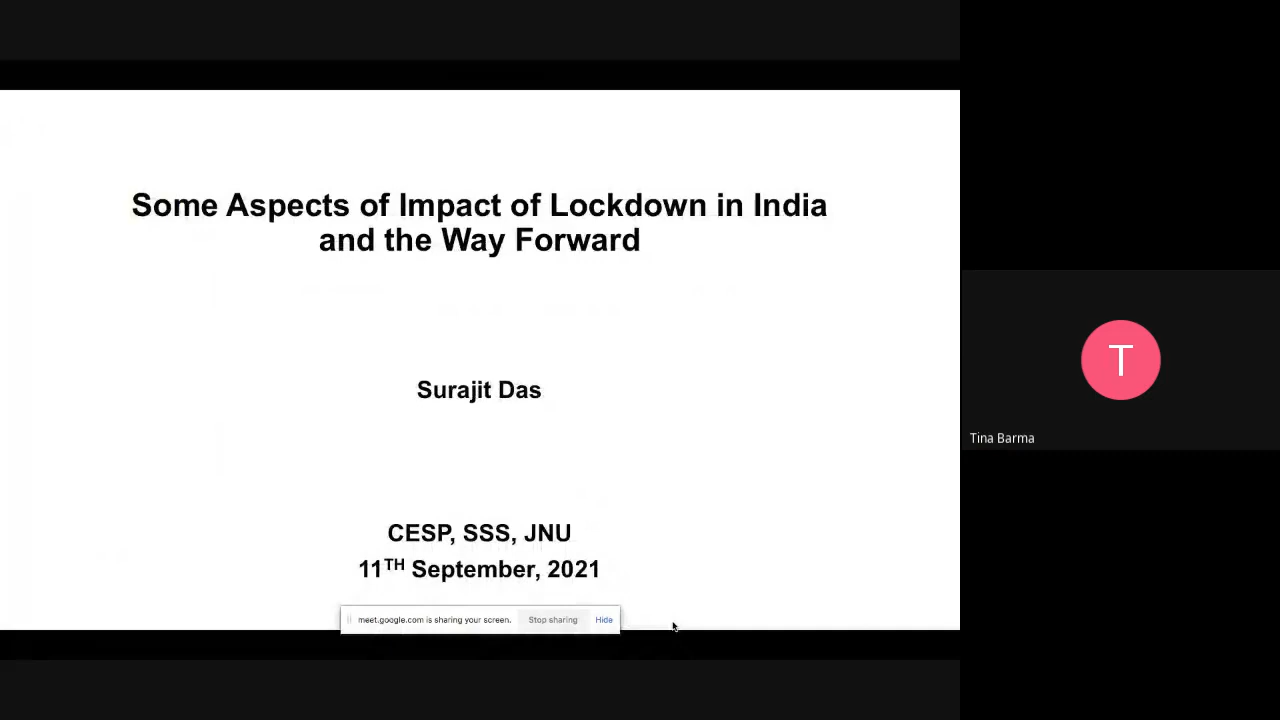 Some Aspects of Impact of Lockdown in India
and the Way Forward
Surajit Das
CESP, SSS, JNU
11TH September, 2021
meet.google.com is sharing your screen. Stop sharing Hide
T
Tina Barma